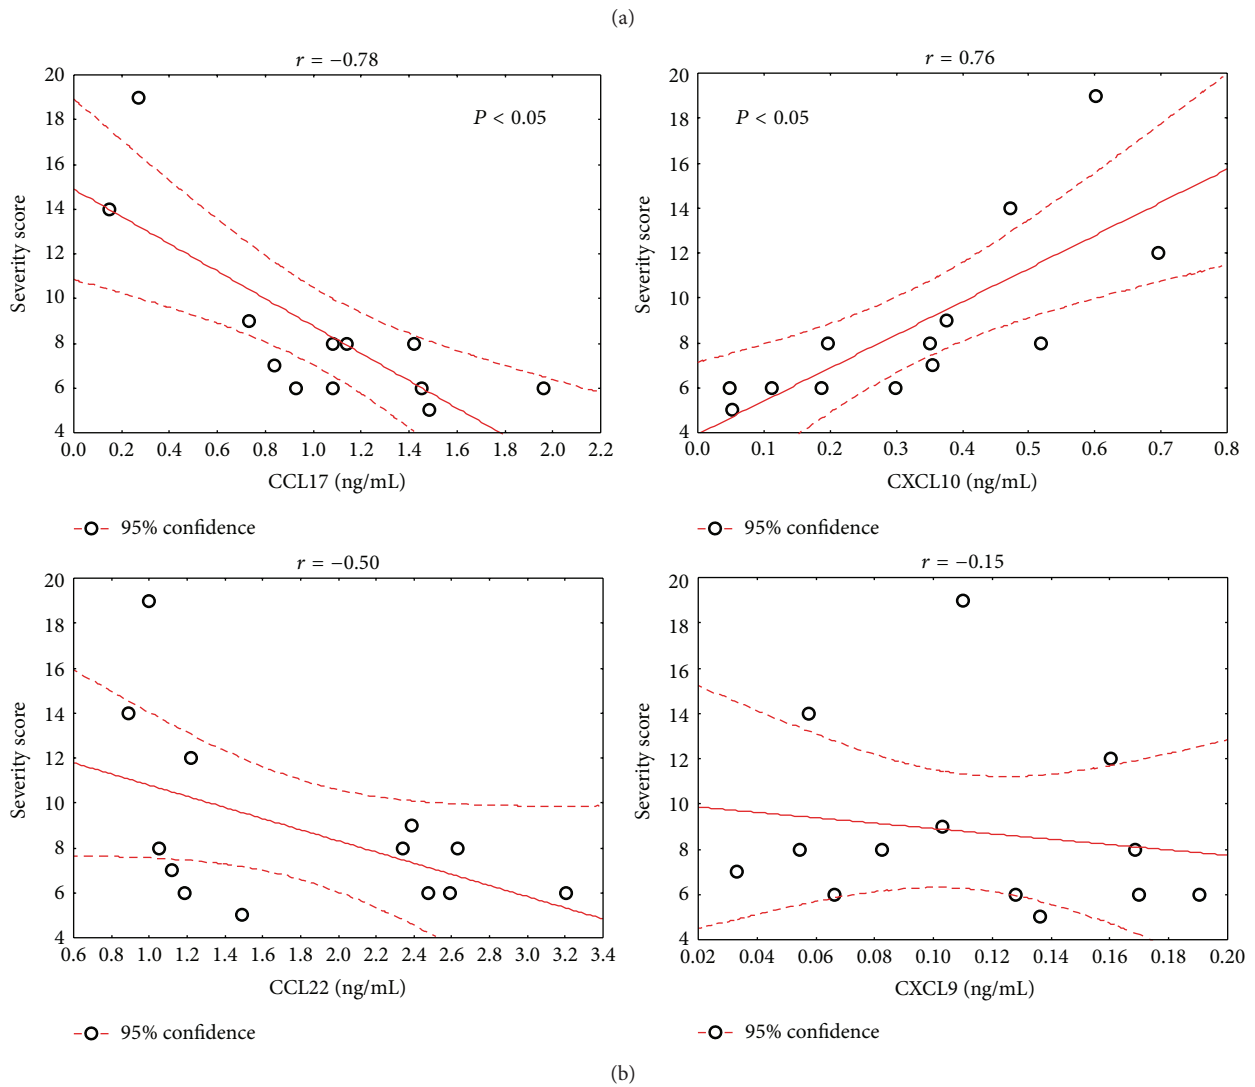 (a)
r = −0.78
20
18
16
14
12
10
8
6
4
Severity score
P < 0.05
0.0 0.2 0.4 0.6 0.8 1.0 1.2 1.4 1.6 1.8 2.0 2.2
CCL17 (ng/mL)
95% confidence
r = 0.76
20
18
16
14
12
10
8
6
4
Severity score
P < 0.05
0.0 0.1 0.2 0.3 0.4 0.5 0.6 0.7 0.8
CXCL10 (ng/mL)
95% confidence
r = −0.50
20
18
16
14
12
10
8
6
4
Severity score
0.6 0.8 1.0 1.2 1.4 1.6 1.8 2.0 2.2 2.4 2.6 2.8 3.0 3.2 3.4
CCL22 (ng/mL)
95% confidence
r = −0.15
20
18
16
14
12
10
8
6
4
Severity score
0.02 0.04 0.06 0.08 0.10 0.12 0.14 0.16 0.18 0.20
CXCL9 (ng/mL)
95% confidence
(b)